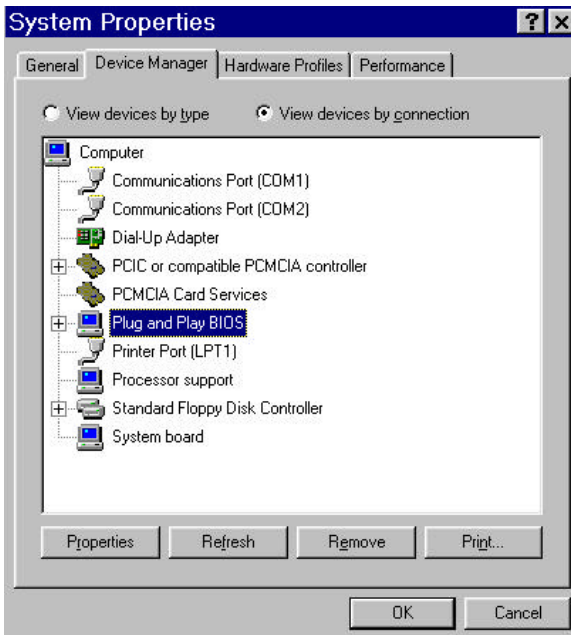 System Properties
General Device Manager Hardware Profiles Performance
View devices by type View devices by connection
Computer
Communications Port (COM1)
Communications Port (COM2)
Dial-Up Adapter
PCIC or compatible PCMCIA controller
PCMCIA Card Services
Plug and Play BIOS
Printer Port (LPT1)
Processor support
Standard Floppy Disk Controller
System board
Properties Refresh Remove Print...
OK Cancel